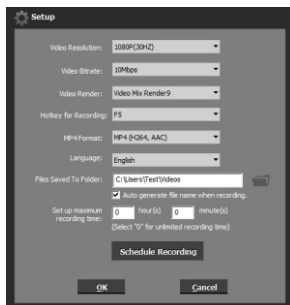 Setup
Video Resolution: 1080P(30HZ)
Video Bitrate: 10Mbps
Video Render: Video Mix Render9
Hotkey for Recording: F5
MP4 Format: MP4 (H264, AAC)
Language: English
Files Saved To Folder: C:\Users\Test\Videos
Auto generate file name when recording.
Set up maximum recording time: 0 hour(s) 0 minute(s)
(Select "0" for unlimited recording time)
Schedule Recording
OK Cancel